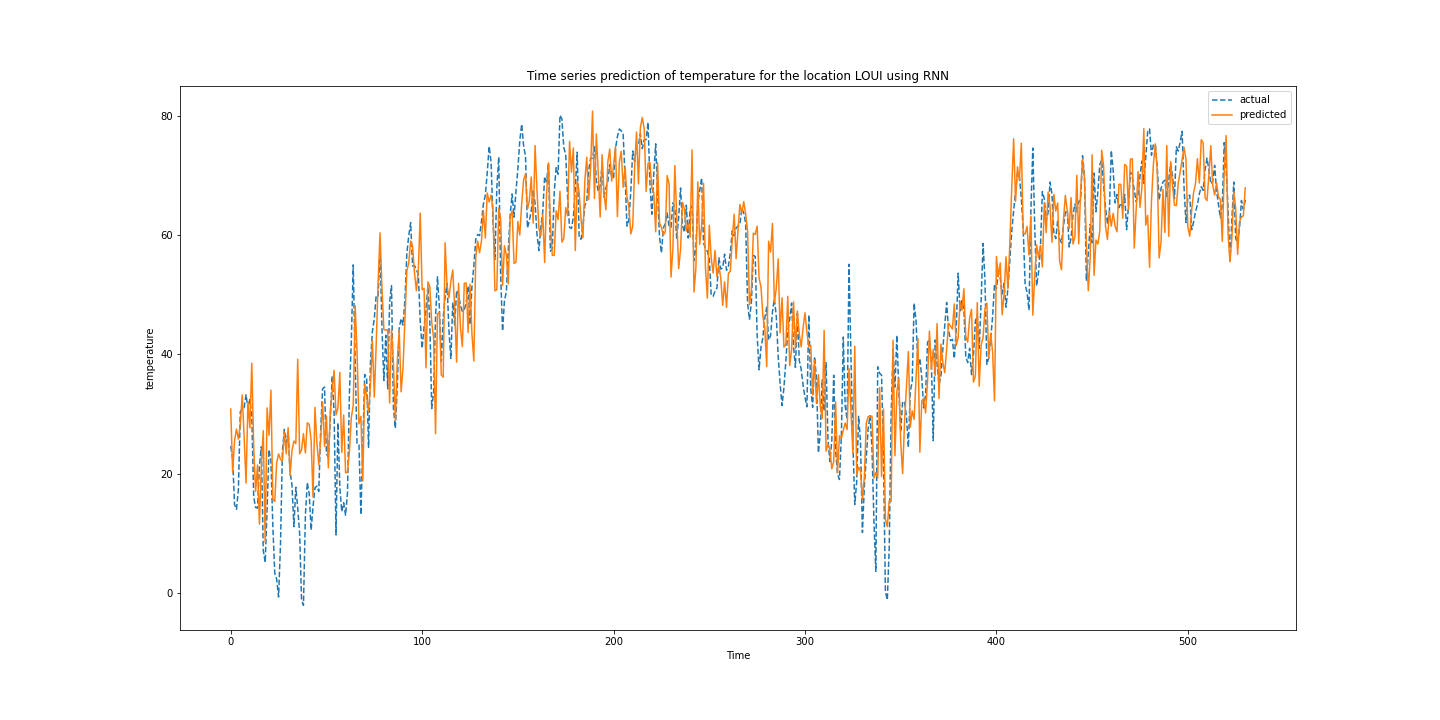 Time series prediction of temperature for the location LOUI using RNN
actual
predicted
80
60
40
20
0
temperature
0 100 200 300 400 500
Time